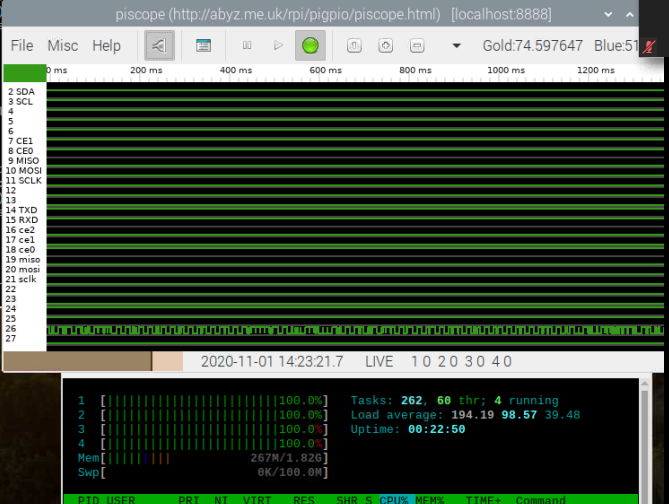 piscope (http://abyz.me.uk/rpi/pigpio/piscope.html) [localhost:8888]
File Misc Help Gold:74.597647 Blue:51
0 ms 200 ms 400 ms 600 ms 800 ms 1000 ms 1200 ms
2 SDA
3 SCL
4
5
6
7 CE1
8 CE0
9 MISO
10 MOSI
11 SCLK
12
13
14 TXD
15 RXD
16 ce2
17 ce1
18 ce0
19 miso
20 mosi
21 sclk
22
23
24
25
26
27
2020-11-01 14:23:21.7 LIVE 1 0 2 0 3 0 4 0
1 [||||||||||||||||||||||||100.0%] Tasks: 262, 60 thr; 4 running
2 [||||||||||||||||||||||||100.0%] Load average: 194.19 98.57 39.48
3 [||||||||||||||||||||||||100.0%] Uptime: 00:22:50
4 [||||||||||||||||||||||||100.0%]
Mem[||||||||| 267M/1.82G]
Swp[ 0K/100.0M]
PID USER PRI NI VIRT RES SHR S CPU% MEM% TIME+ Command